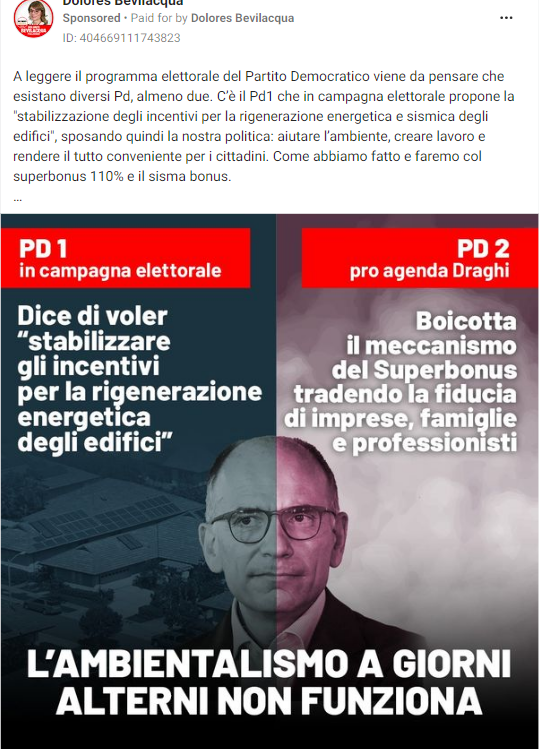 Dolores Bevilacqua
Sponsored • Paid for by Dolores Bevilacqua
ID: 404669111743823
A leggere il programma elettorale del Partito Democratico viene da pensare che
esistano diversi Pd, almeno due. C’è il Pd1 che in campagna elettorale propone la
"stabilizzazione degli incentivi per la rigenerazione energetica e sismica degli
edifici", sposando quindi la nostra politica: aiutare l’ambiente, creare lavoro e
rendere il tutto conveniente per i cittadini. Come abbiamo fatto e faremo col
superbonus 110% e il sisma bonus.
...
PD 1
in campagna elettorale
Dice di voler
“stabilizzare
gli incentivi
per la rigenerazione
energetica
degli edifici”
PD 2
pro agenda Draghi
Boicotta
il meccanismo
del Superbonus
tradendo la fiducia
di imprese, famiglie
e professionisti
L’AMBIENTALISMO A GIORNI
ALTERNI NON FUNZIONA